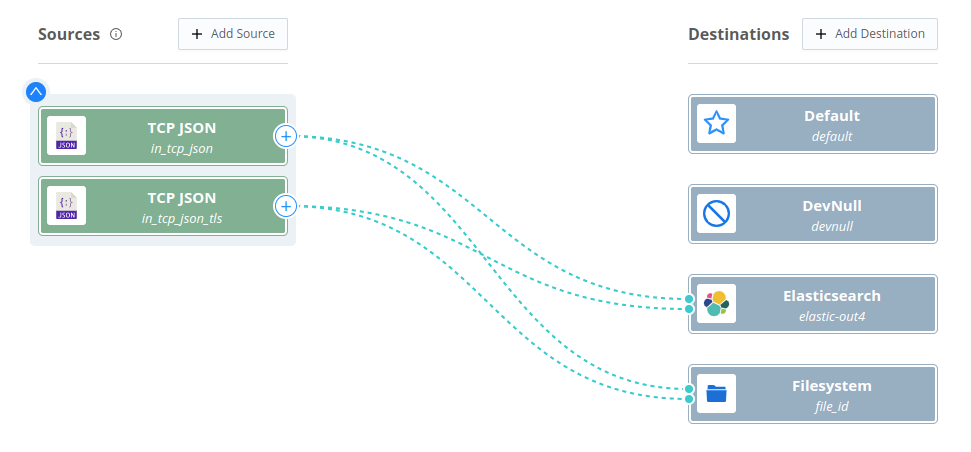 Sources
Add Source
Destinations
Add Destination
TCP JSON
in_tcp_json
JSON
TCP JSON
in_tcp_json_tls
JSON
Default
default
DevNull
devnull
Elasticsearch
elastic-out4
Filesystem
file_id